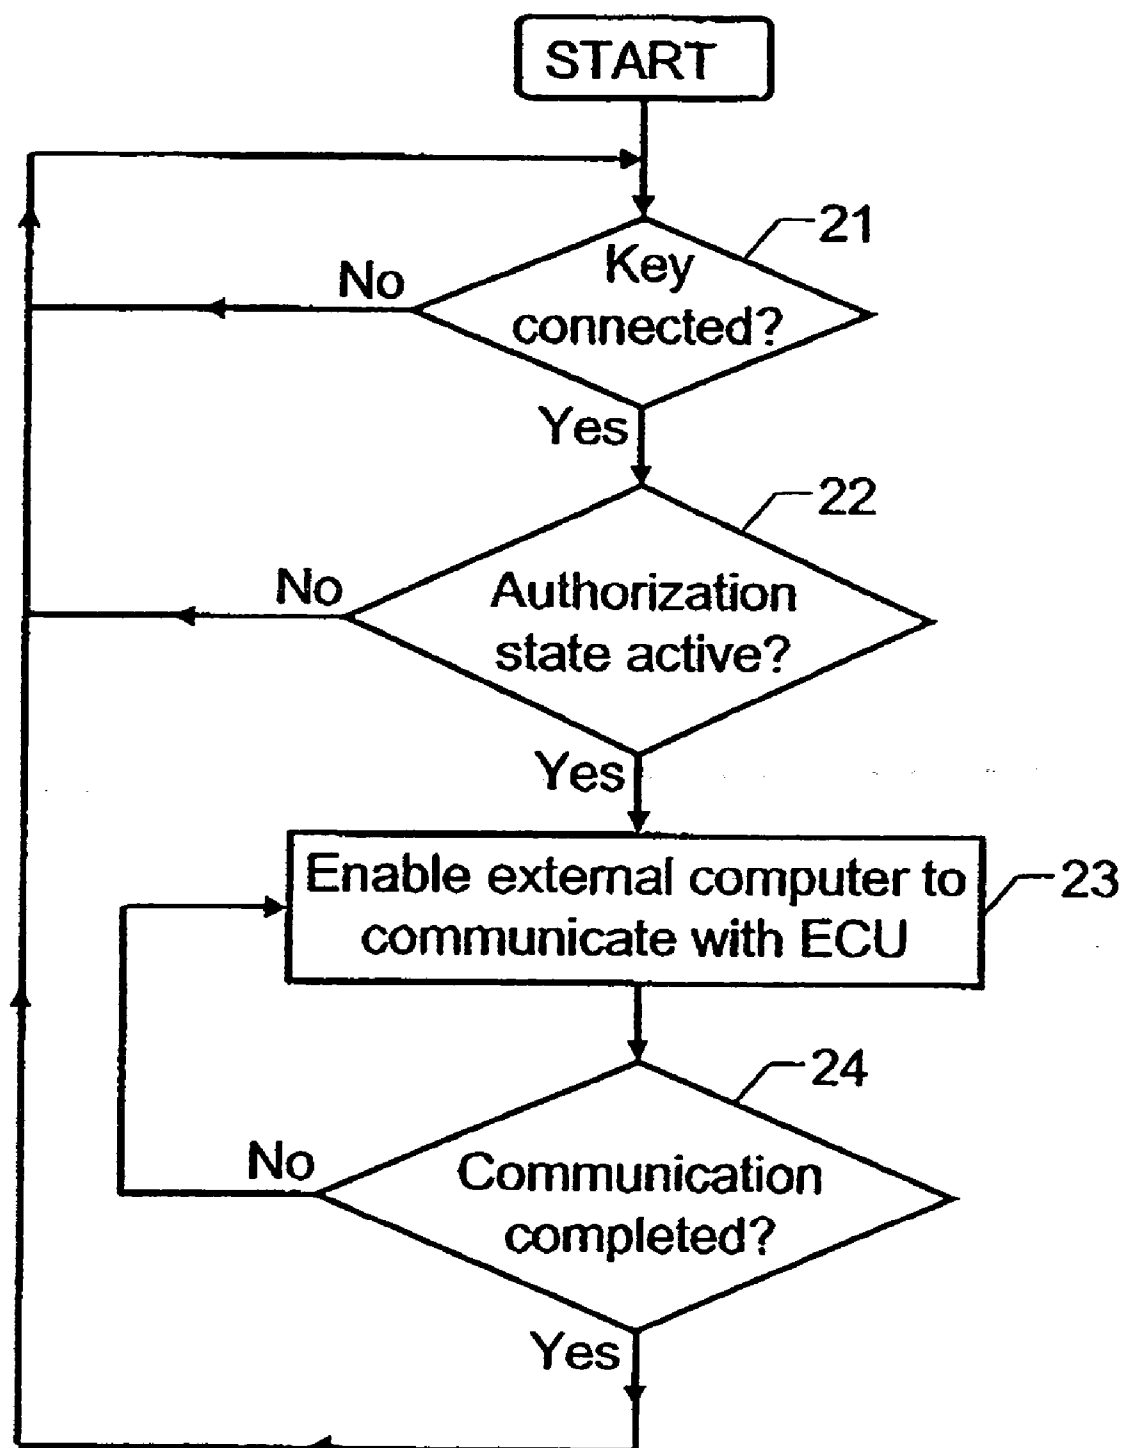 START
21
Key
connected?
No
Yes
22
Authorization
state active?
No
Yes
Enable external computer to
communicate with ECU
23
24
Communication
completed?
No
Yes